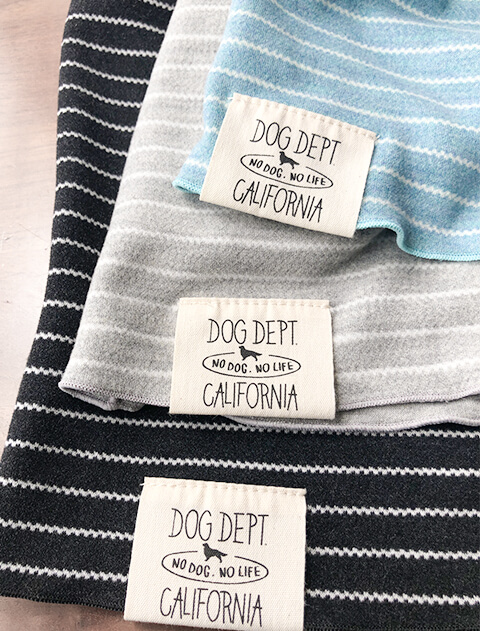 DOG DEPT
NO DOG. NO LIFE
CALIFORNIA
DOG DEPT.
NO DOG. NO LIFE
CALIFORNIA
DOG DEPT.
NO DOG. NO LIFE
CALIFORNIA